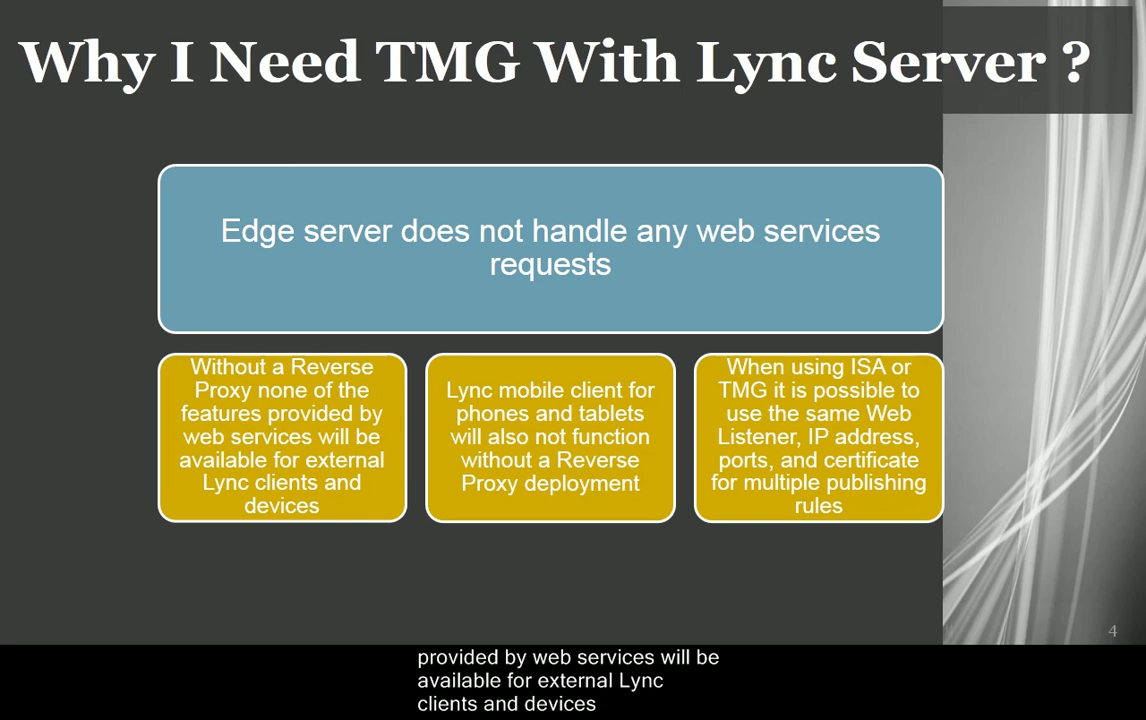 Why I Need TMG With Lync Server ?
Edge server does not handle any web services
requests
Without a Reverse
Proxy none of the
features provided by
web services will be
available for external
Lync clients and
devices
Lync mobile client for
phones and tablets
will also not function
without a Reverse
Proxy deployment
When using ISA or
TMG it is possible to
use the same Web
Listener, IP address,
ports, and certificate
for multiple publishing
rules
4
provided by web services will be
available for external Lync
clients and devices